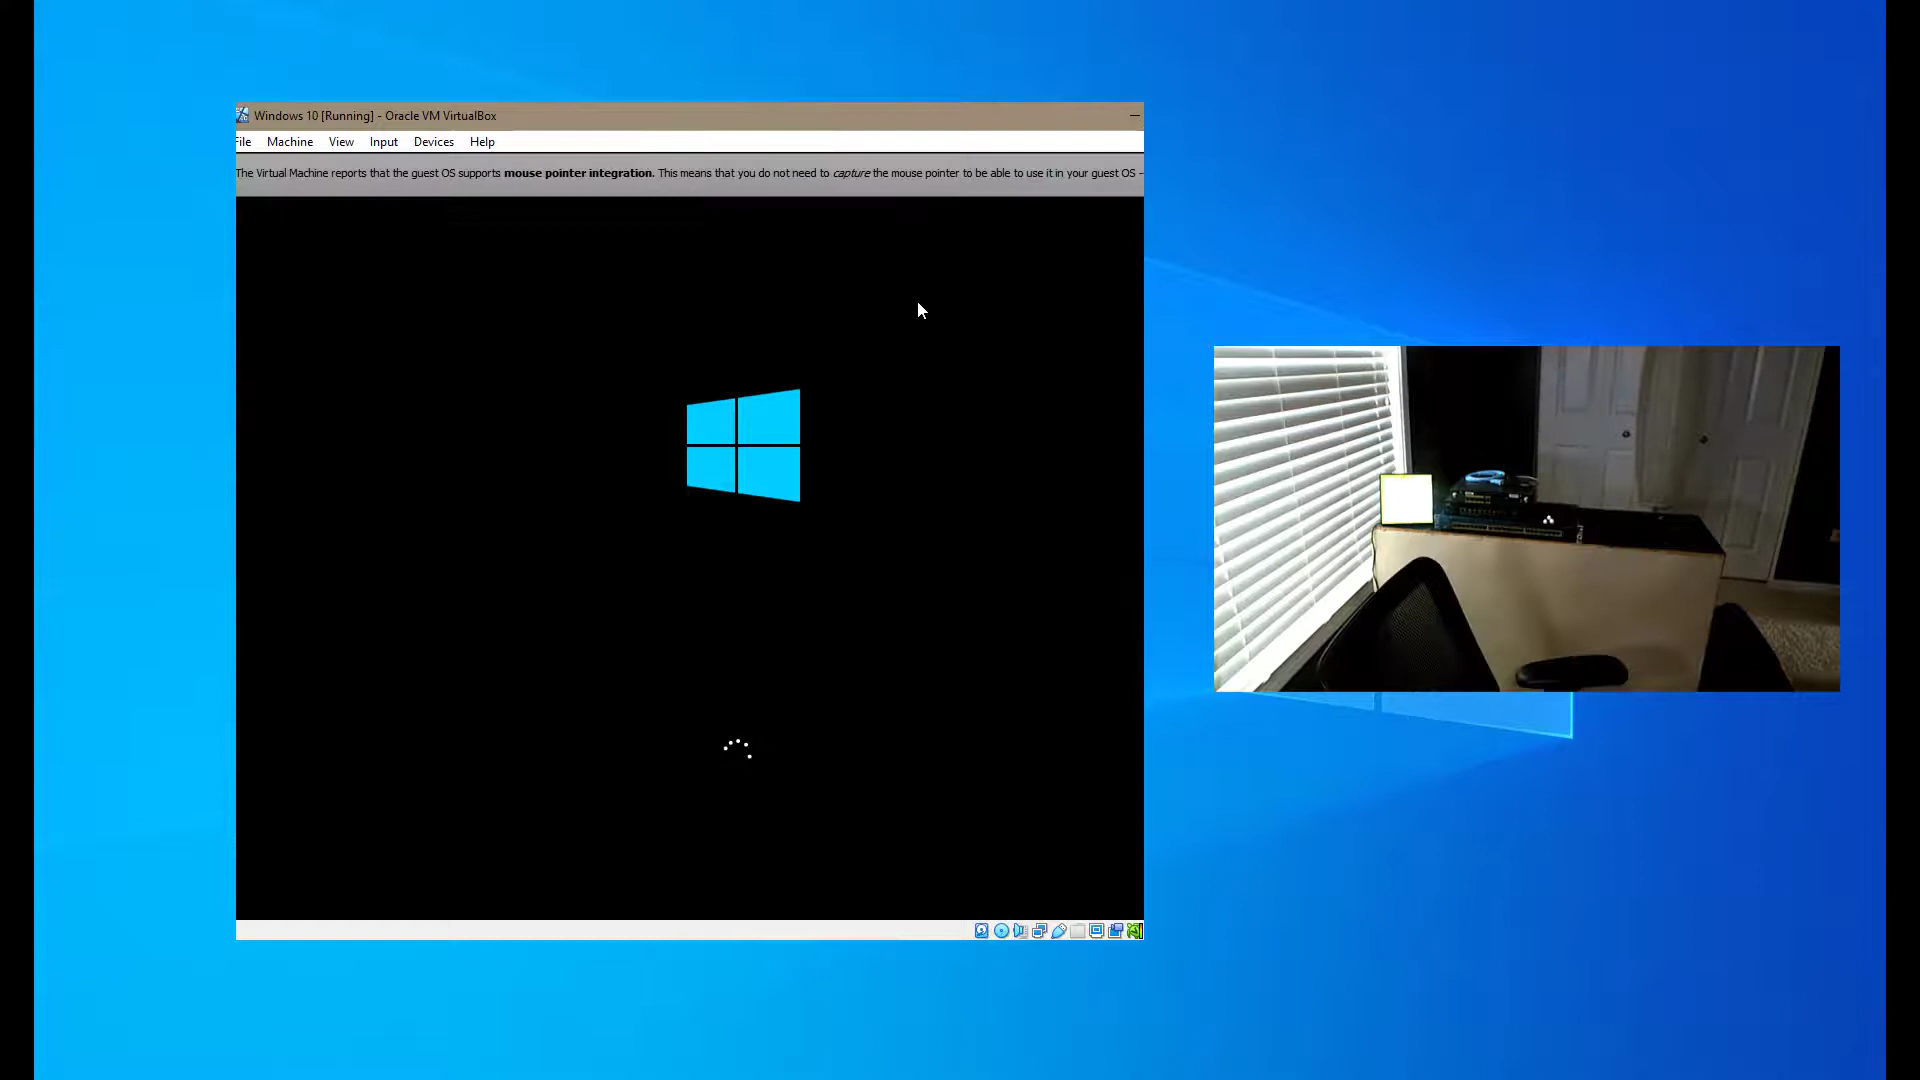 Windows 10 [Running] - Oracle VM VirtualBox
File Machine View Input Devices Help
The Virtual Machine reports that the guest OS supports mouse pointer integration. This means that you do not need to capture the mouse pointer to be able to use it in your guest OS -